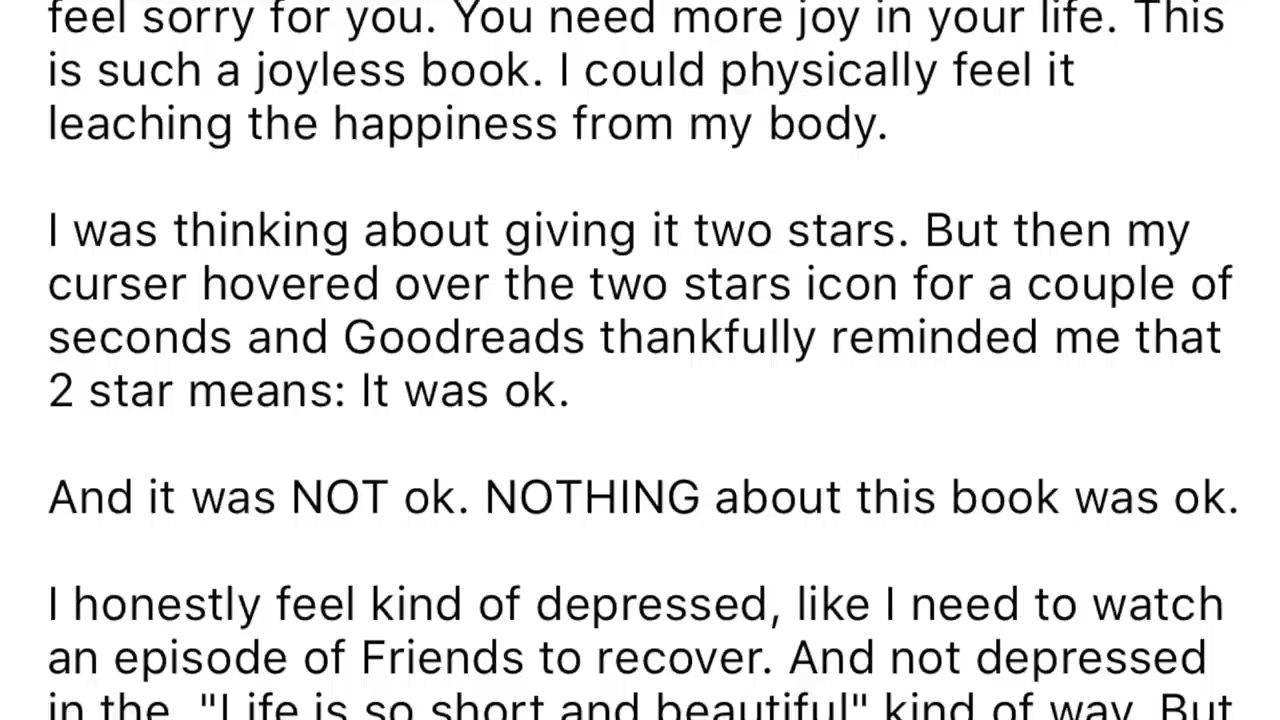 feel sorry for you. You need more joy in your life. This
is such a joyless book. I could physically feel it
leaching the happiness from my body.
I was thinking about giving it two stars. But then my
curser hovered over the two stars icon for a couple of
seconds and Goodreads thankfully reminded me that
2 star means: It was ok.
And it was NOT ok. NOTHING about this book was ok.
I honestly feel kind of depressed, like I need to watch
an episode of Friends to recover. And not depressed
in the, "Life is so short and beautiful" kind of way. But